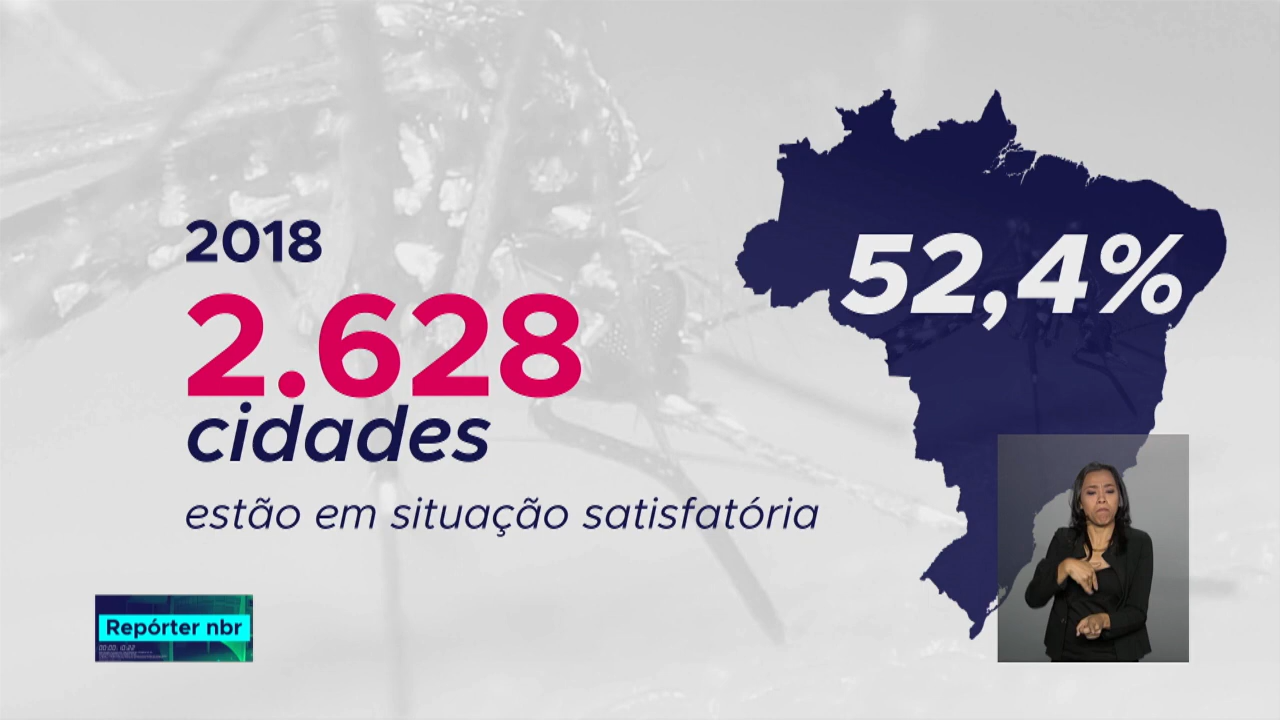 2018
2.628
cidades
estão em situação satisfatória
52,4%
Repórter nbr